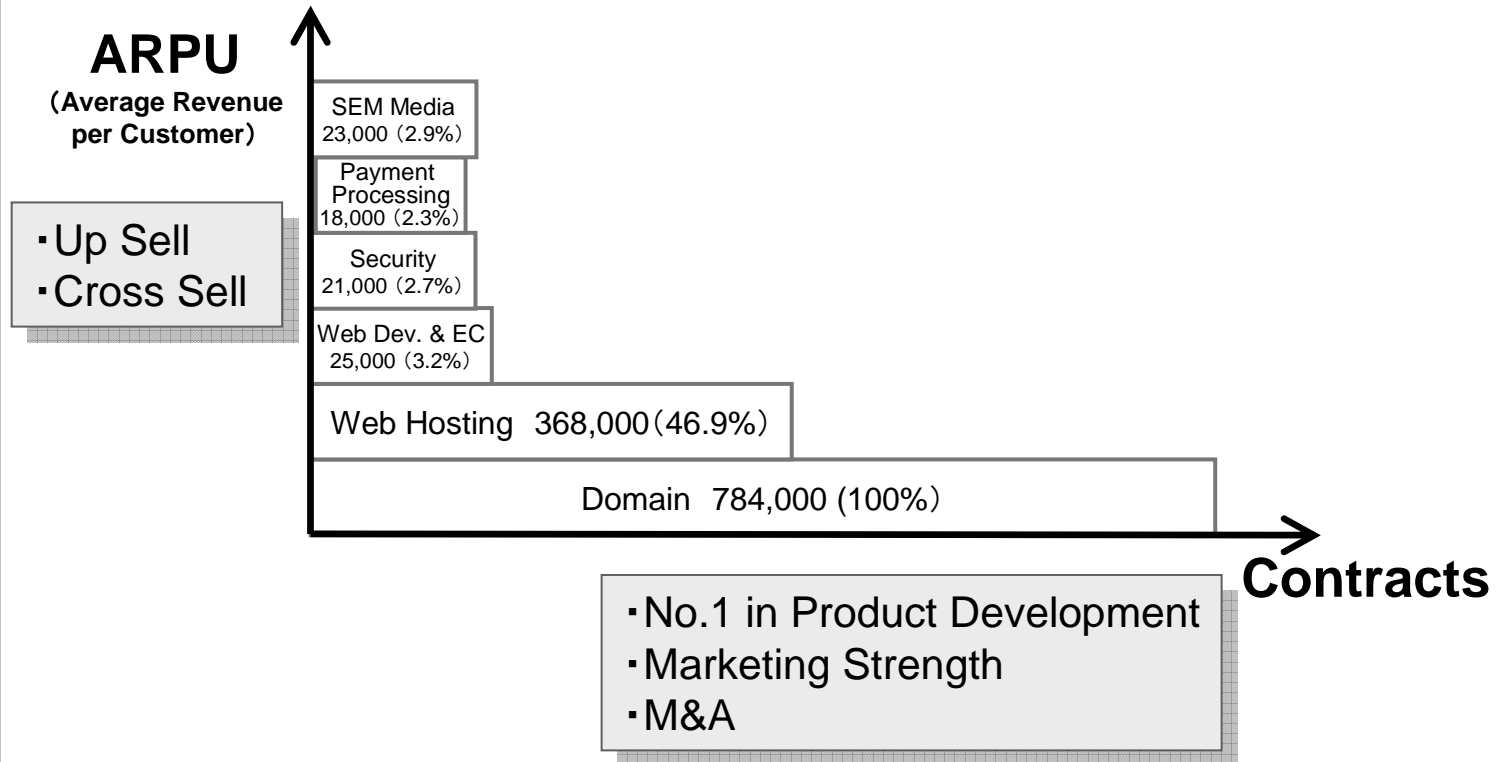 ARPU
（Average Revenue
per Customer）
SEM Media
23,000（2.9%）
Payment
Processing
18,000（2.3%）
Security
21,000（2.7%）
Web Dev. & EC
25,000（3.2%）
Web Hosting 368,000（46.9%）
Domain 784,000 (100%）
・Up Sell
・Cross Sell
Contracts
・No.1 in Product Development
・Marketing Strength
・M&A